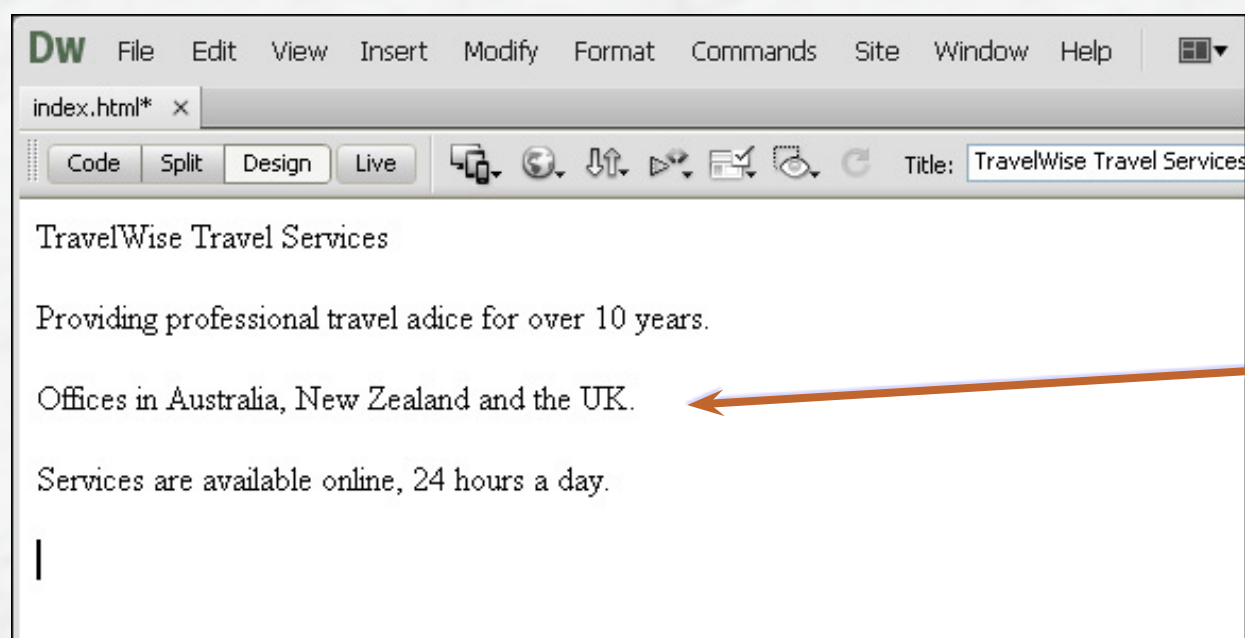 Dw File Edit View Insert Modify Format Commands Site Window Help
index.html* ×
Code Split Design Live Title: TravelWise Travel Services
TravelWise Travel Services
Providing professional travel adice for over 10 years.
Offices in Australia, New Zealand and the UK.
Services are available online, 24 hours a day.